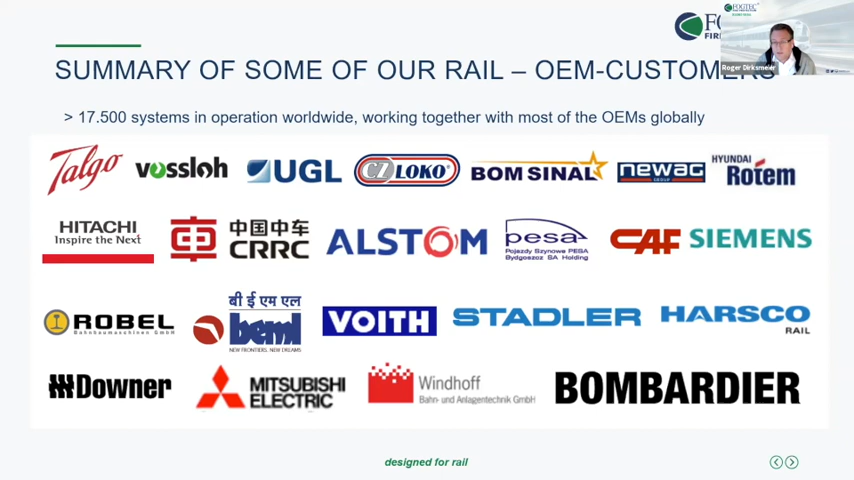 FOGTEC
Roger Dirksmeier
SUMMARY OF SOME OF OUR RAIL – OEM-CUSTOMERS
> 17.500 systems in operation worldwide, working together with most of the OEMs globally
Talgo vossloh UGL CZ LOKO BOM SINAL newag GROUP HYUNDAI Rotem
HITACHI Inspire the Next 中国中车 CRRC ALSTOM pesa Pojazdy Szynowe PESA Bydgoszcz SA Holding CAF SIEMENS
ROBEL Bahnbaumaschinen GmbH बी ई एम एल beml NEW FRONTIERS. NEW DREAMS VOITH STADLER HARSCO RAIL
Downer MITSUBISHI ELECTRIC Windhoff Bahn- und Anlagentechnik GmbH BOMBARDIER
designed for rail